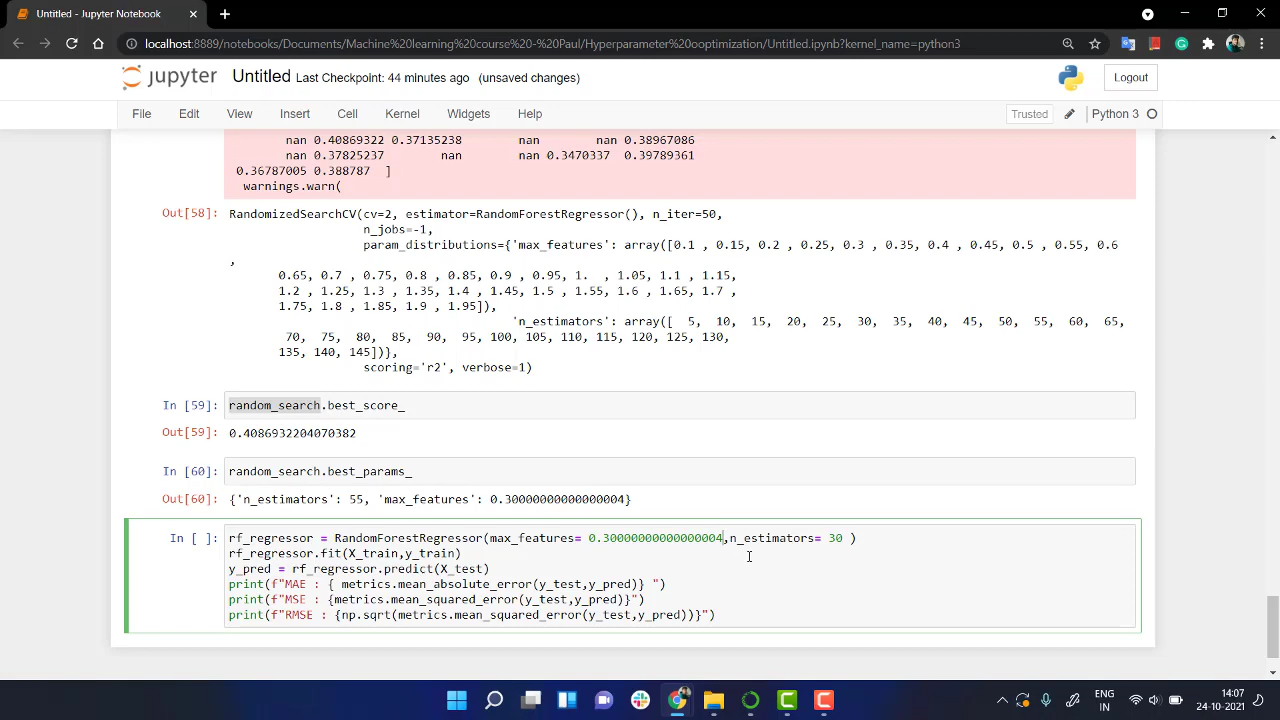 Untitled - Jupyter Notebook
localhost:8889/notebooks/Documents/Machine%20learning%20course%20-%20Paul/Hyperparameter%20ooptimization/Untitled.ipynb?kernel_name=python3
jupyter Untitled Last Checkpoint: 44 minutes ago (unsaved changes) Logout
File Edit View Insert Cell Kernel Widgets Help Trusted Python 3
nan 0.40869322 0.37135238 nan nan 0.38967086
nan 0.37825237 nan nan 0.3470337 0.39789361
0.36787005 0.388787 ]
warnings.warn(
Out[58]: RandomizedSearchCV(cv=2, estimator=RandomForestRegressor(), n_iter=50,
n_jobs=-1,
param_distributions={'max_features': array([0.1 , 0.15, 0.2 , 0.25, 0.3 , 0.35, 0.4 , 0.45, 0.5 , 0.55, 0.6
,
0.65, 0.7 , 0.75, 0.8 , 0.85, 0.9 , 0.95, 1. , 1.05, 1.1 , 1.15,
1.2 , 1.25, 1.3 , 1.35, 1.4 , 1.45, 1.5 , 1.55, 1.6 , 1.65, 1.7 ,
1.75, 1.8 , 1.85, 1.9 , 1.95]),
'n_estimators': array([ 5, 10, 15, 20, 25, 30, 35, 40, 45, 50, 55, 60, 65,
70, 75, 80, 85, 90, 95, 100, 105, 110, 115, 120, 125, 130,
135, 140, 145])},
scoring='r2', verbose=1)
In [59]: random_search.best_score_
Out[59]: 0.4086932204070382
In [60]: random_search.best_params_
Out[60]: {'n_estimators': 55, 'max_features': 0.30000000000000004}
In [ ]: rf_regressor = RandomForestRegressor(max_features= 0.30000000000000004,n_estimators= 30 )
rf_regressor.fit(X_train,y_train)
y_pred = rf_regressor.predict(X_test)
print(f"MAE : { metrics.mean_absolute_error(y_test,y_pred)} ")
print(f"MSE : {metrics.mean_squared_error(y_test,y_pred)}")
print(f"RMSE : {np.sqrt(metrics.mean_squared_error(y_test,y_pred))}")
ENG
IN
14:07
24-10-2021